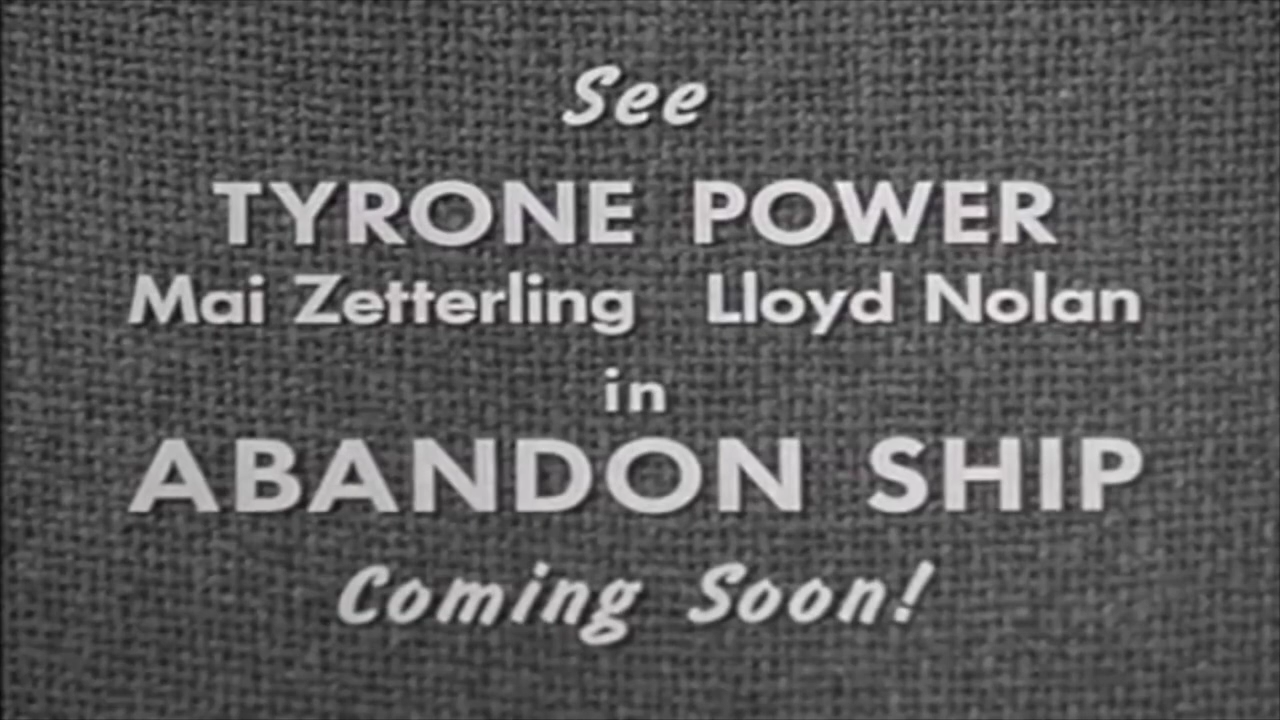 See
TYRONE POWER
Mai Zetterling Lloyd Nolan
in
ABANDON SHIP
Coming Soon!